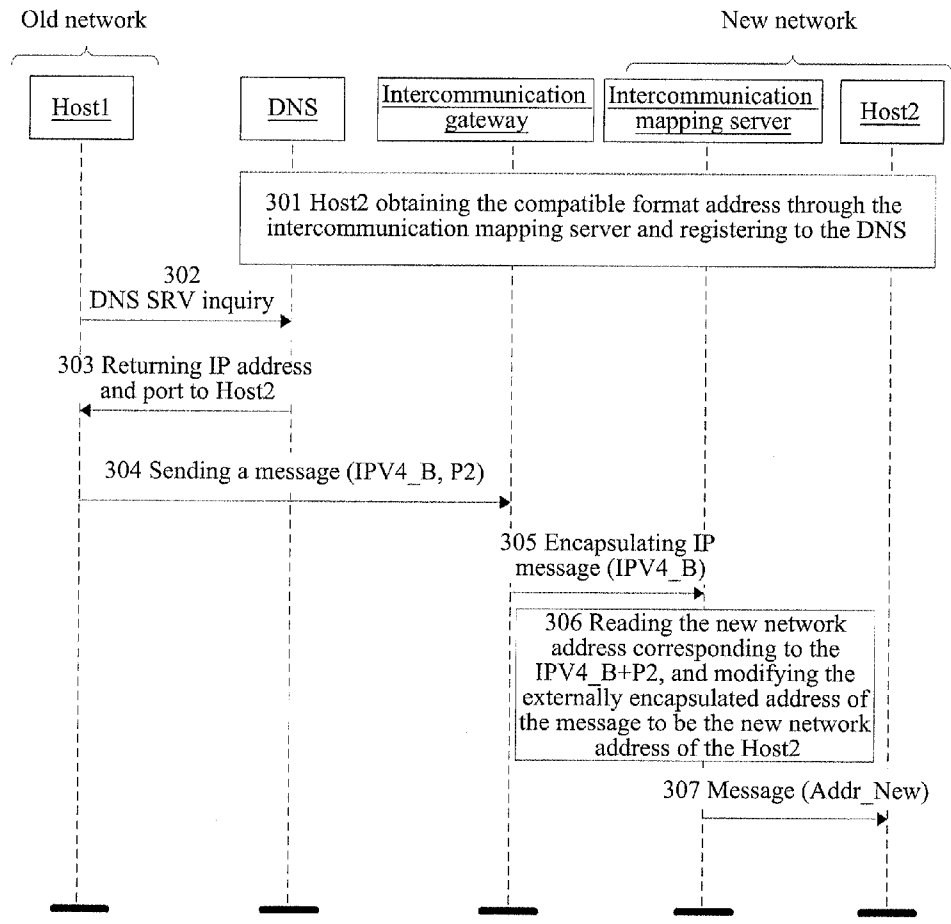 Old network
New network
Host1
DNS
Intercommunication
gateway
Intercommunication
mapping server
Host2
301 Host2 obtaining the compatible format address through the
intercommunication mapping server and registering to the DNS
302
DNS SRV inquiry
303 Returning IP address
and port to Host2
304 Sending a message (IPV4_B, P2)
305 Encapsulating IP
message (IPV4_B)
306 Reading the new network
address corresponding to the
IPV4_B+P2, and modifying the
externally encapsulated address of
the message to be the new network
address of the Host2
307 Message (Addr_New)